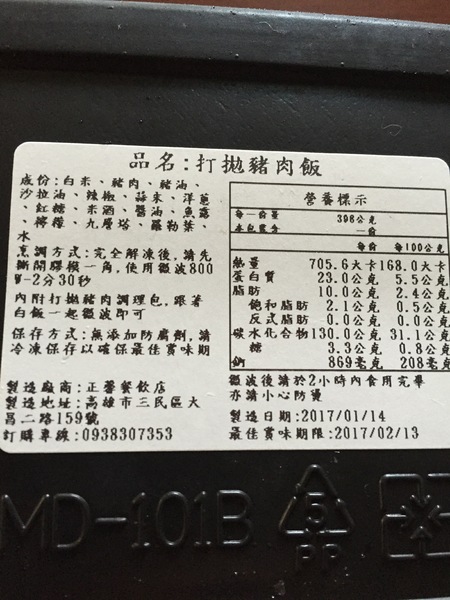 品名:打拋豬肉飯
成份:白米、豬肉、豬油、
沙拉油、辣椒、蒜末、洋蔥
、紅糖、米酒、醬油、魚露
、檸檬、九層塔、羅勒葉、
水
烹調方式:完全解凍後,請先
撕開膠膜一角,使用微波800
W-2分30秒
內附打拋豬肉調理包,跟著
白飯一起微波即可
保存方式:無添加防腐劑,請
冷凍保存以確保最佳賞味期
製造廠商:正馨餐飲店
製造地址:高雄市三民區大
昌二路159號
訂購專線:0938307353
營養標示
每一份量 398公克
本包裝含 一份
每份 每100公克
熱量 705.6大卡 168.0大卡
蛋白質 23.0公克 5.5公克
脂肪 10.0公克 2.4公克
飽和脂肪 2.1公克 0.5公克
反式脂肪 0.0公克 0.0公克
碳水化合物 130.0公克 31.1公克
糖 3.3公克 0.8公克
鈉 869毫克 208毫克
微波後請於2小時內食用完畢
亦請小心防燙
製造日期:2017/01/14
最佳賞味期限:2017/02/13
MD-101B
5
PP